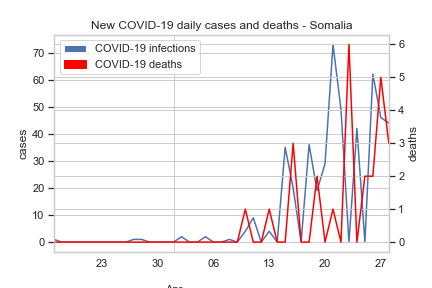 New COVID-19 daily cases and deaths - Somalia
COVID-19 infections
COVID-19 deaths
cases
70
60
50
40
30
20
10
0
deaths
6
5
4
3
2
1
0
23 30 06 13 20 27
Apr